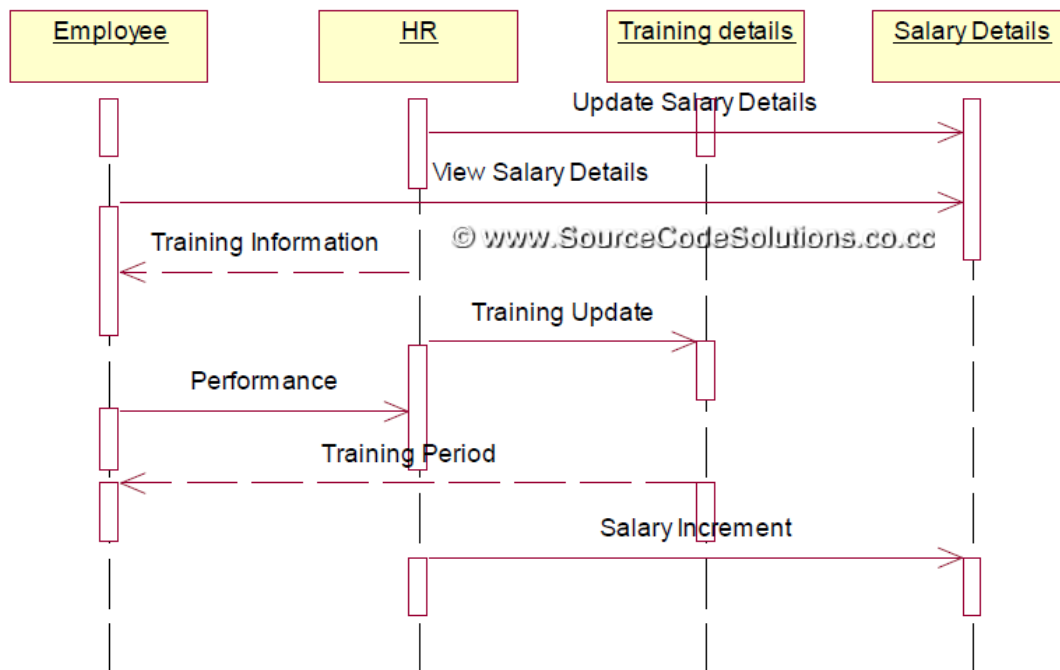 Employee
HR
Training details
Salary Details
Update Salary Details
View Salary Details
© www.SourceCodeSolutions.co.cc
Training Information
Training Update
Performance
Training Period
Salary Increment